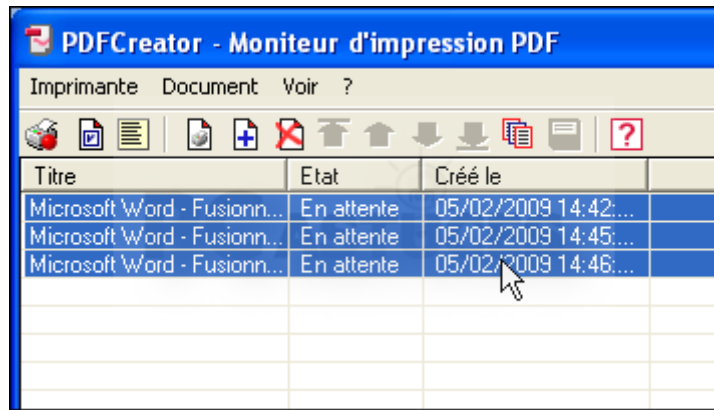 PDFCreator - Moniteur d'impression PDF
Imprimante Document Voir ?
Titre Etat Créé le
Microsoft Word - Fusionn... En attente 05/02/2009 14:42:...
Microsoft Word - Fusionn... En attente 05/02/2009 14:45:...
Microsoft Word - Fusionn... En attente 05/02/2009 14:46:...